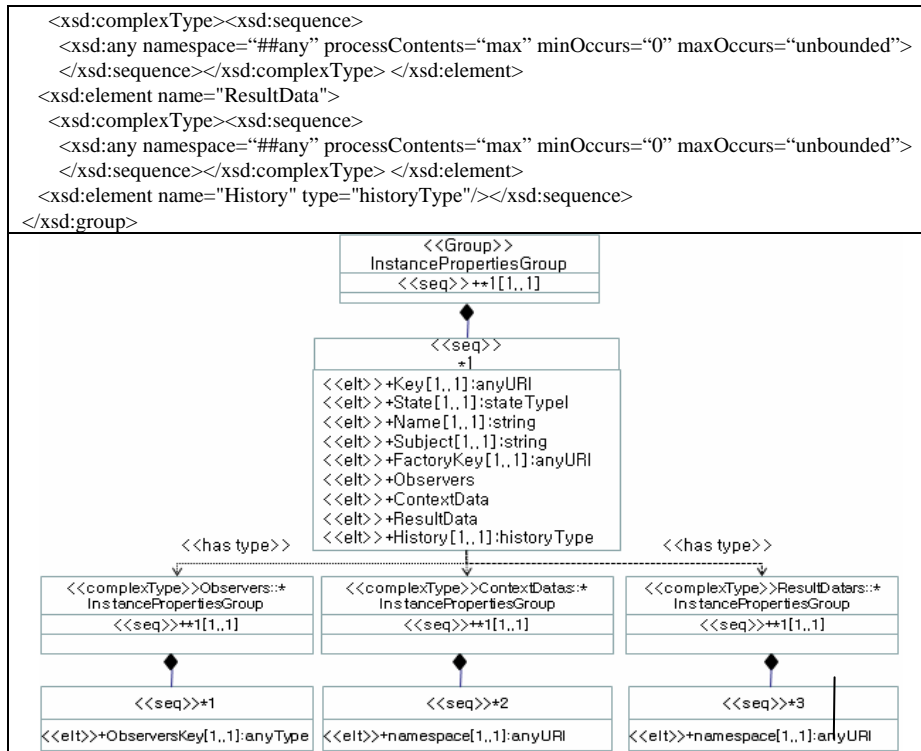 <xsd:complexType><xsd:sequence>
<xsd:any namespace=“##any” processContents=“max” minOccurs=“0” maxOccurs=“unbounded”>
</xsd:sequence></xsd:complexType> </xsd:element>
<xsd:element name="ResultData">
<xsd:complexType><xsd:sequence>
<xsd:any namespace=“##any” processContents=“max” minOccurs=“0” maxOccurs=“unbounded”>
</xsd:sequence></xsd:complexType> </xsd:element>
<xsd:element name="History" type="historyType"/></xsd:sequence>
</xsd:group>
<<Group>>
InstancePropertiesGroup
<<seq>>+*1[1,,1]
<<seq>>
*1
<<elt>>+Key[1,,1]:anyURI
<<elt>>+State[1,,1]:stateTypeI
<<elt>>+Name[1,,1]:string
<<elt>>+Subject[1,,1]:string
<<elt>>+FactoryKey[1,,1]:anyURI
<<elt>>+Observers
<<elt>>+ContextData
<<elt>>+ResultData
<<elt>>+History[1,,1]:historyType
<<has type>>
<<has type>>
<<complexType>>Observers::*
InstancePropertiesGroup
<<seq>>+*1[1,,1]
<<complexType>>ContextDatas:*
InstancePropertiesGroup
<<seq>>+*1[1,,1]
<<complexType>>ResultDatars::*
InstancePropertiesGroup
<<seq>>+*1[1,,1]
<<seq>>*1
<<elt>>+ObserversKey[1,,1]:anyType
<<seq>>*2
<<elt>>+namespace[1,,1]:anyURI
<<seq>>*3
<<elt>>+namespace[1,,1]:anyURI